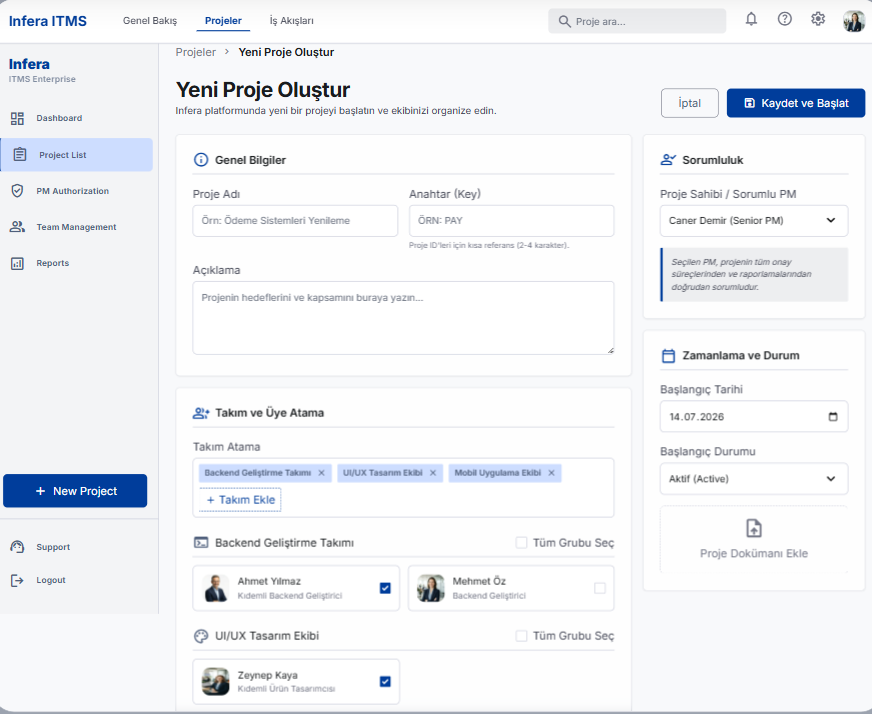 Infera ITMS
Genel Bakış
Projeler
İş Akışları
Proje ara...
Infera
ITMS Enterprise
Dashboard
Project List
PM Authorization
Team Management
Reports
New Project
Support
Logout
Projeler > Yeni Proje Oluştur
Yeni Proje Oluştur
Infera platformunda yeni bir projeyi başlatın ve ekibinizi organize edin.
İptal
Kaydet ve Başlat
Genel Bilgiler
Proje Adı
Örn: Ödeme Sistemleri Yenileme
Anahtar (Key)
ÖRN: PAY
Proje ID'leri için kısa referans (2-4 karakter).
Açıklama
Projenin hedeflerini ve kapsamını buraya yazın...
Takım ve Üye Atama
Takım Atama
Backend Geliştirme Takımı ×
UI/UX Tasarım Ekibi ×
Mobil Uygulama Ekibi ×
+ Takım Ekle
Backend Geliştirme Takımı
Tüm Grubu Seç
Ahmet Yılmaz
Kıdemli Backend Geliştirici
Mehmet Öz
Backend Geliştirici
UI/UX Tasarım Ekibi
Tüm Grubu Seç
Zeynep Kaya
Kıdemli Ürün Tasarımcısı
Sorumluluk
Proje Sahibi / Sorumlu PM
Caner Demir (Senior PM)
Seçilen PM, projenin tüm onay
süreçlerinden ve raporlamalarından
doğrudan sorumludur.
Zamanlama ve Durum
Başlangıç Tarihi
14.07.2026
Başlangıç Durumu
Aktif (Active)
Proje Dokümanı Ekle